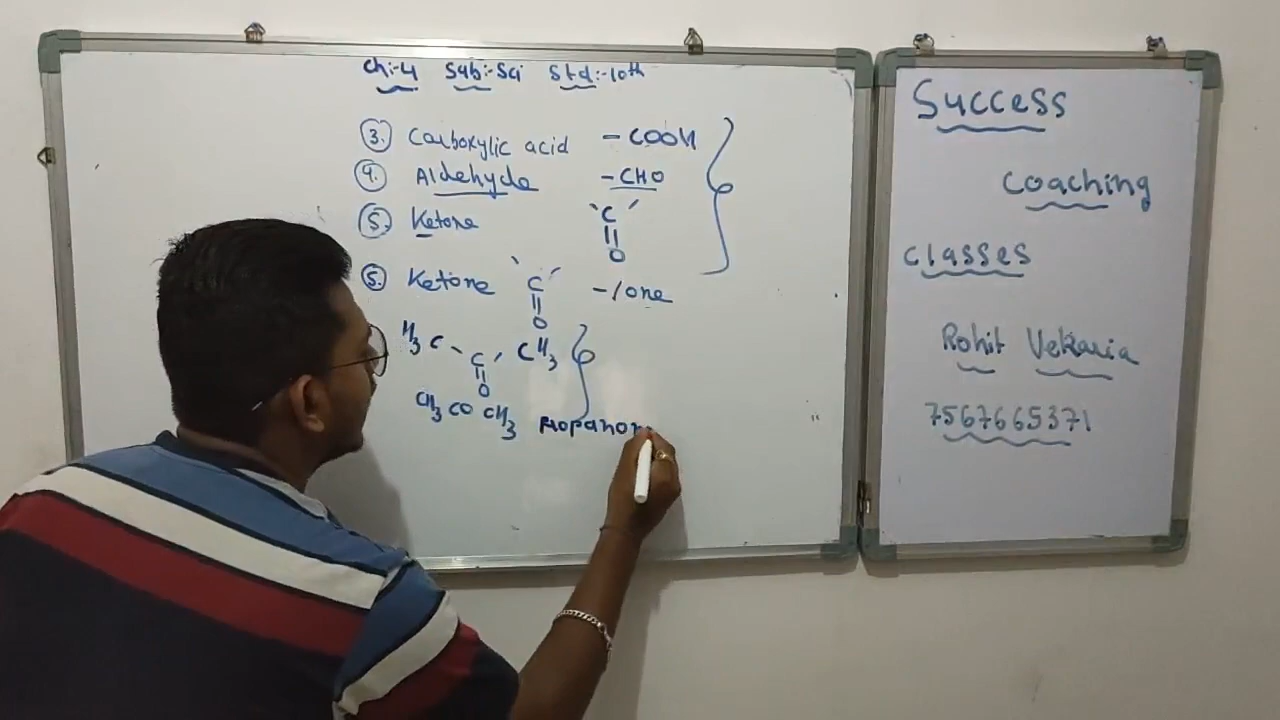 Ch:-4 Sub:-Sci Std:-10th
3. Carboxylic acid -COOH
4. Aldehyde -CHO
5. Ketone C
O
5. Ketone C -/one
O
H3C C CH3
O
CH3 CO CH3 Propanon
Success
Coaching
Classes
Rohit Vekaria
7567665371